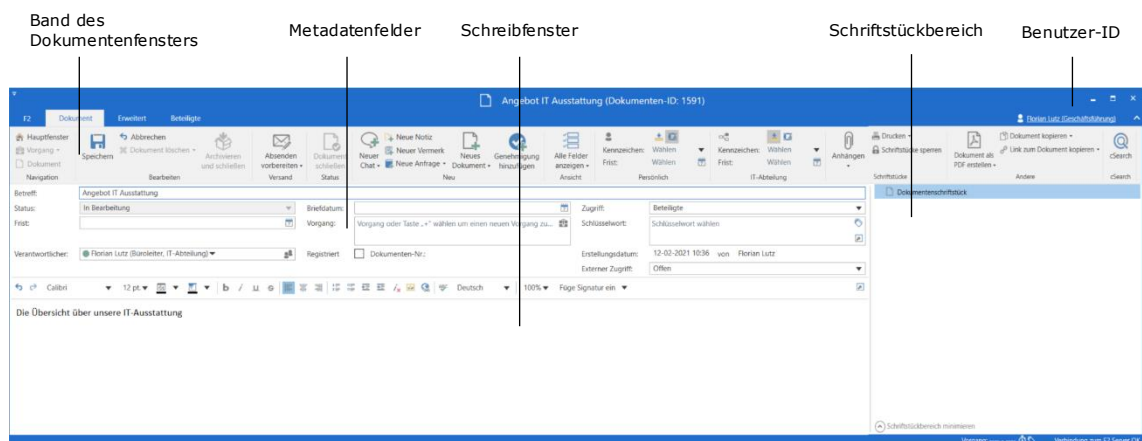 Band des
Dokumentenfensters
Metadatenfelder
Schreibfenster
Schriftstückbereich
Benutzer-ID
Angebot IT Ausstattung (Dokumenten-ID: 1591)
F2 Dokument Erweitert Beteiligte
Florian Lutz (Geschäftsführung)
Hauptfenster
Vorgang
Dokument
Navigation
Speichern
Abbrechen
Dokument löschen
Archivieren
und schließen
Bearbeiten
Absenden
vorbereiten
Versand
Dokument
schließen
Status
Neuer
Chat
Neue Notiz
Neuer Vermerk
Neue Anfrage
Neues
Dokument
Genehmigung
hinzufügen
Neu
Alle Felder
anzeigen
Ansicht
Kennzeichen: Wählen
Frist: Wählen
Persönlich
Kennzeichen: Wählen
Frist: Wählen
IT-Abteilung
Anhängen
Drucken
Schriftstücke sperren
Schriftstücke
Dokument als
PDF erstellen
Dokument kopieren
Link zum Dokument kopieren
Andere
cSearch
cSearch
Betreff: Angebot IT Ausstattung
Status: In Bearbeitung
Briefdatum:
Zugriff: Beteiligte
Frist:
Vorgang: Vorgang oder Taste „+" wählen um einen neuen Vorgang zu...
Schlüsselwort: Schlüsselwort wählen
Verantwortlicher: Florian Lutz (Büroleiter, IT-Abteilung)
Registriert Dokumenten-Nr.:
Erstellungsdatum: 12-02-2021 10:36 von Florian Lutz
Externer Zugriff: Offen
Dokumentenschriftstück
Calibri 12 pt. b / u Deutsch 100% Füge Signatur ein
Die Übersicht über unsere IT-Ausstattung
Schriftstückbereich minimieren
Verbindung zum F2 Server OK